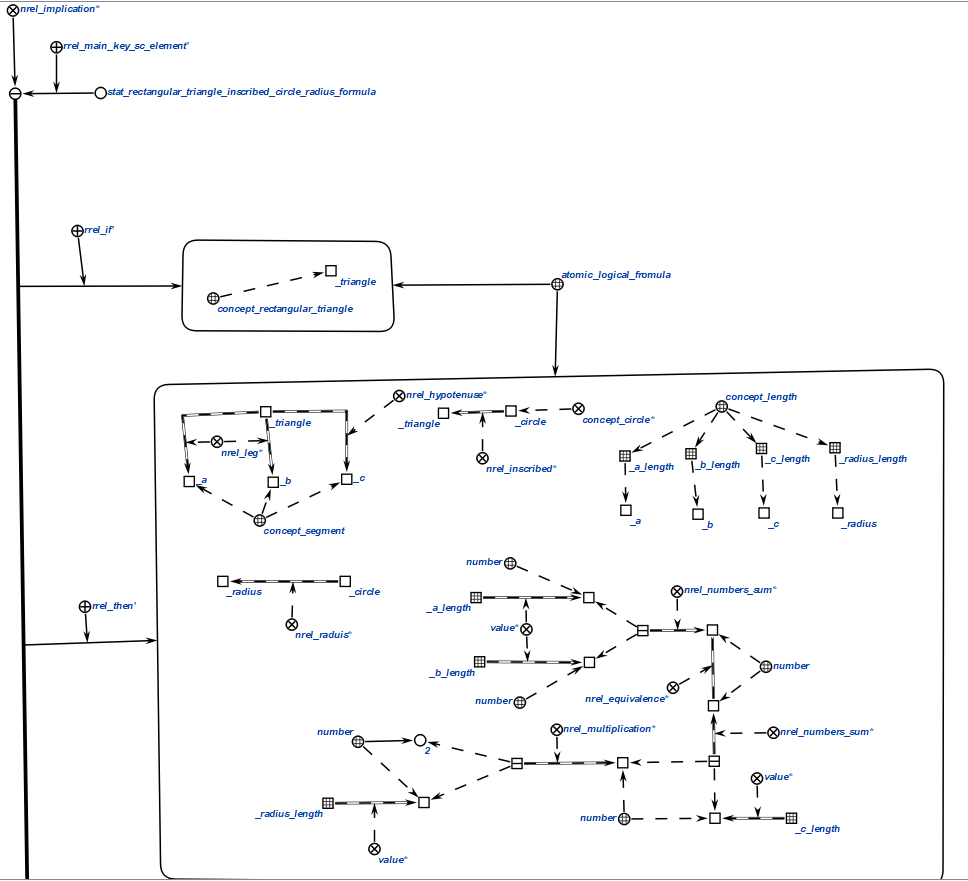 nrel_implication*
rrel_main_key_sc_element'
stat_rectangular_triangle_inscribed_circle_radius_formula
rrel_if'
atomic_logical_fromula
_triangle
concept_rectangular_triangle
nrel_hypotenuse*
concept_length
_triangle
_triangle
_circle
concept_circle*
nrel_leg*
_a_length
_b_length
_c_length
_radius_length
nrel_inscribed*
_a
_b
_c
concept_segment
_a
_b
_c
_radius
number
_radius
_circle
nrel_numbers_sum*
rrel_then'
_a_length
nrel_raduis*
value*
_b_length
number
number
nrel_equivalence*
number
nrel_multiplication*
nrel_numbers_sum*
2
value*
_radius_length
number
_c_length
value*